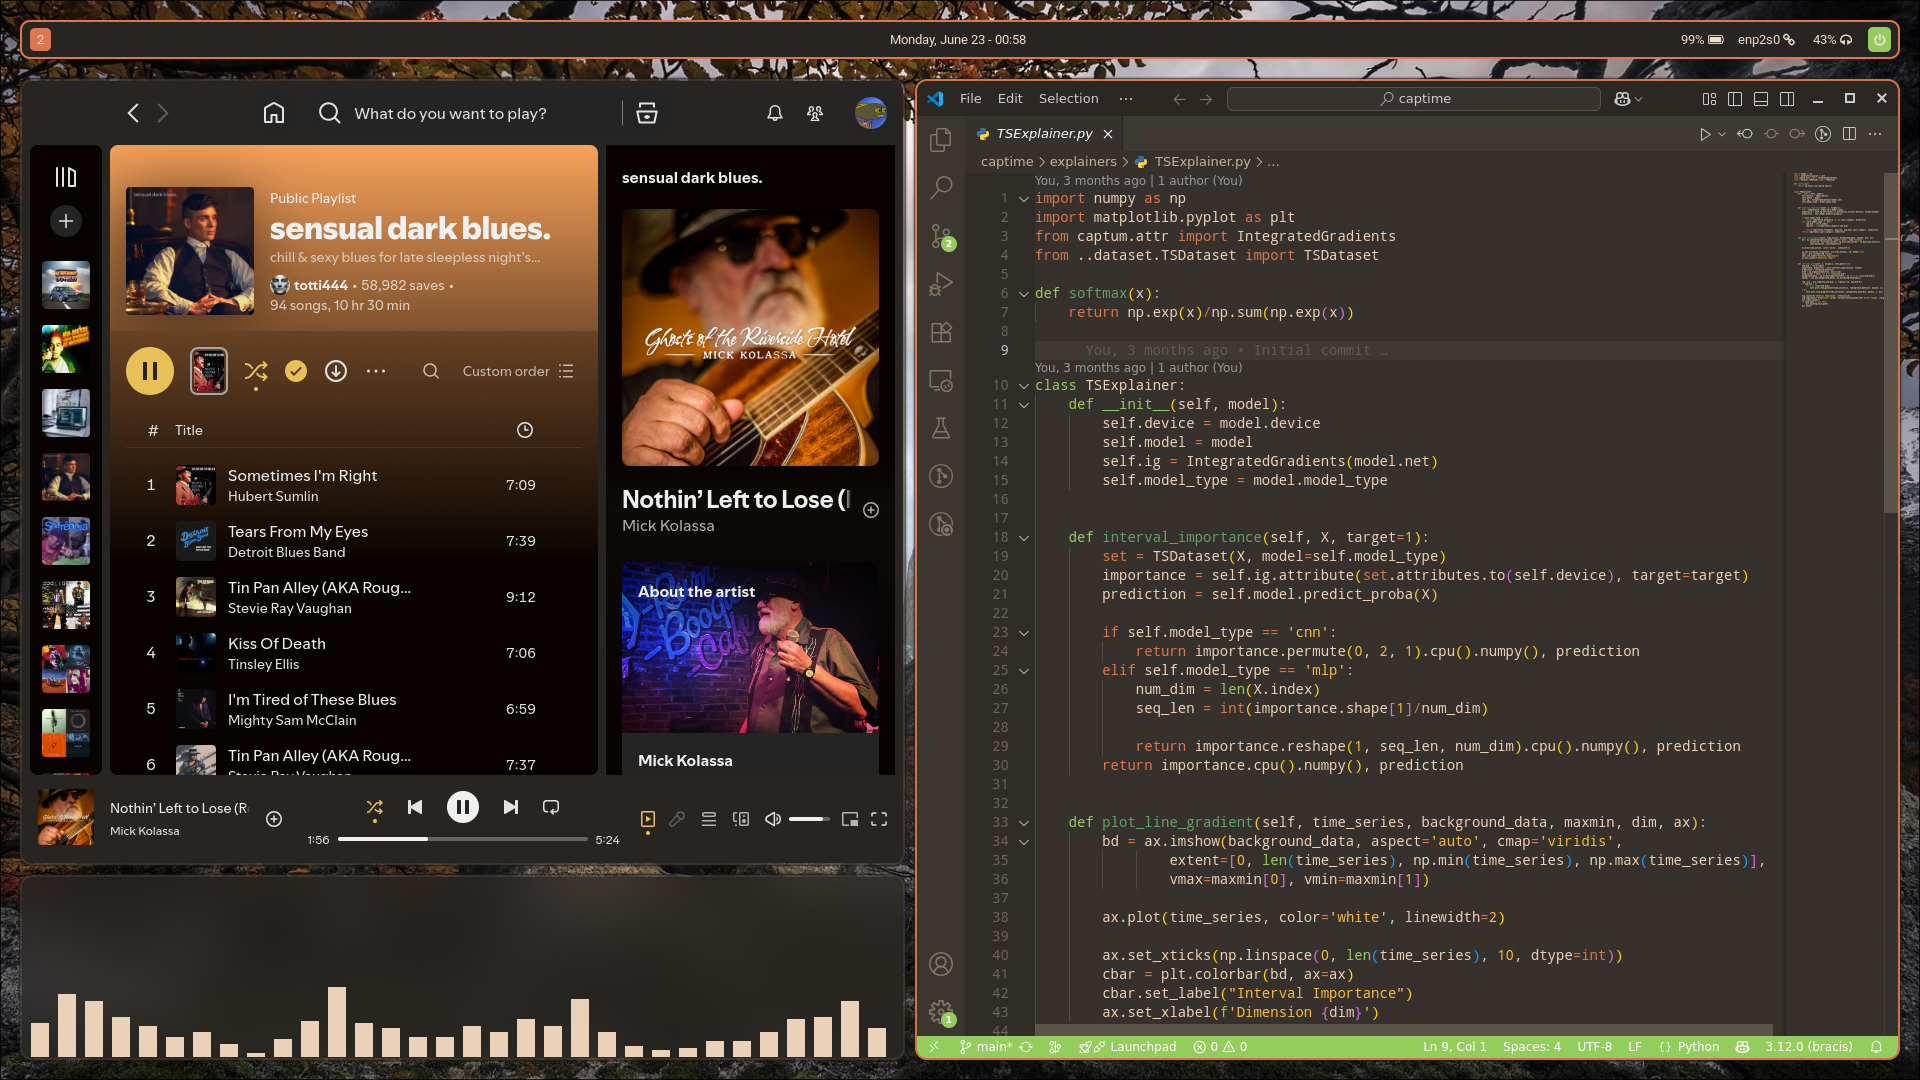 2
Monday, June 23 - 00:58
99%
enp2s0
43%
What do you want to play?
sensual dark blues.
Public Playlist
sensual dark blues.
chill & sexy blues for late sleepless night's...
totti444 • 58,982 saves •
94 songs, 10 hr 30 min
Custom order
# Title
1 Sometimes I'm Right 7:09
Hubert Sumlin
2 Tears From My Eyes 7:39
Detroit Blues Band
3 Tin Pan Alley (AKA Roug... 9:12
Stevie Ray Vaughan
4 Kiss Of Death 7:06
Tinsley Ellis
5 I'm Tired of These Blues 6:59
Mighty Sam McClain
6 Tin Pan Alley (AKA Roug... 7:37
Stevie Ray Vaughan
sensual dark blues.
Ghosts of the Riverside Hotel
MICK KOLASSA
Nothin' Left to Lose (
Mick Kolassa
About the artist
Mick Kolassa
Nothin' Left to Lose (R
Mick Kolassa
1:56
5:24
File Edit Selection ···
captime
TSExplainer.py
captime > explainers > TSExplainer.py > ...
You, 3 months ago | 1 author (You)
1 import numpy as np
2 import matplotlib.pyplot as plt
3 from captum.attr import IntegratedGradients
4 from ..dataset.TSDataset import TSDataset
5
6 def softmax(x):
7 return np.exp(x)/np.sum(np.exp(x))
8
9 You, 3 months ago • Initial commit …
You, 3 months ago | 1 author (You)
10 class TSExplainer:
11 def __init__(self, model):
12 self.device = model.device
13 self.model = model
14 self.ig = IntegratedGradients(model.net)
15 self.model_type = model.model_type
16
17
18 def interval_importance(self, X, target=1):
19 set = TSDataset(X, model=self.model_type)
20 importance = self.ig.attribute(set.attributes.to(self.device), target=target)
21 prediction = self.model.predict_proba(X)
22
23 if self.model_type == 'cnn':
24 return importance.permute(0, 2, 1).cpu().numpy(), prediction
25 elif self.model_type == 'mlp':
26 num_dim = len(X.index)
27 seq_len = int(importance.shape[1]/num_dim)
28
29 return importance.reshape(1, seq_len, num_dim).cpu().numpy(), prediction
30 return importance.cpu().numpy(), prediction
31
32
33 def plot_line_gradient(self, time_series, background_data, maxmin, dim, ax):
34 bd = ax.imshow(background_data, aspect='auto', cmap='viridis',
35 extent=[0, len(time_series), np.min(time_series), np.max(time_series)],
36 vmax=maxmin[0], vmin=maxmin[1])
37
38 ax.plot(time_series, color='white', linewidth=2)
39
40 ax.set_xticks(np.linspace(0, len(time_series), 10, dtype=int))
41 cbar = plt.colorbar(bd, ax=ax)
42 cbar.set_label("Interval Importance")
43 ax.set_xlabel(f'Dimension {dim}')
44
2
1
main* Launchpad 0 0
Ln 9, Col 1 Spaces: 4 UTF-8 LF {} Python 3.12.0 (bracis)